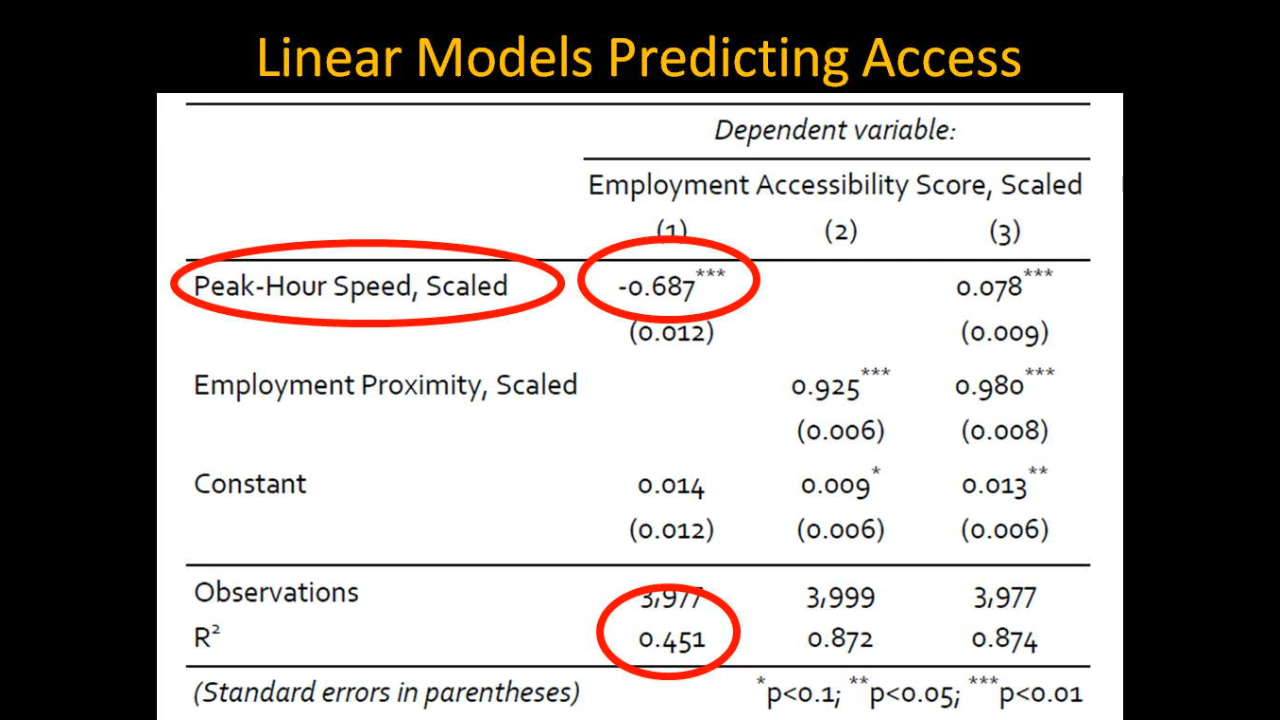 Linear Models Predicting Access
Dependent variable:
Employment Accessibility Score, Scaled
(1) (2) (3)
Peak-Hour Speed, Scaled -0.687*** 0.078***
(0.012) (0.009)
Employment Proximity, Scaled 0.925*** 0.980***
(0.006) (0.008)
Constant 0.014 0.009* 0.013**
(0.012) (0.006) (0.006)
Observations 3,977 3,999 3,977
R² 0.451 0.872 0.874
(Standard errors in parentheses) *p<0.1; **p<0.05; ***p<0.01